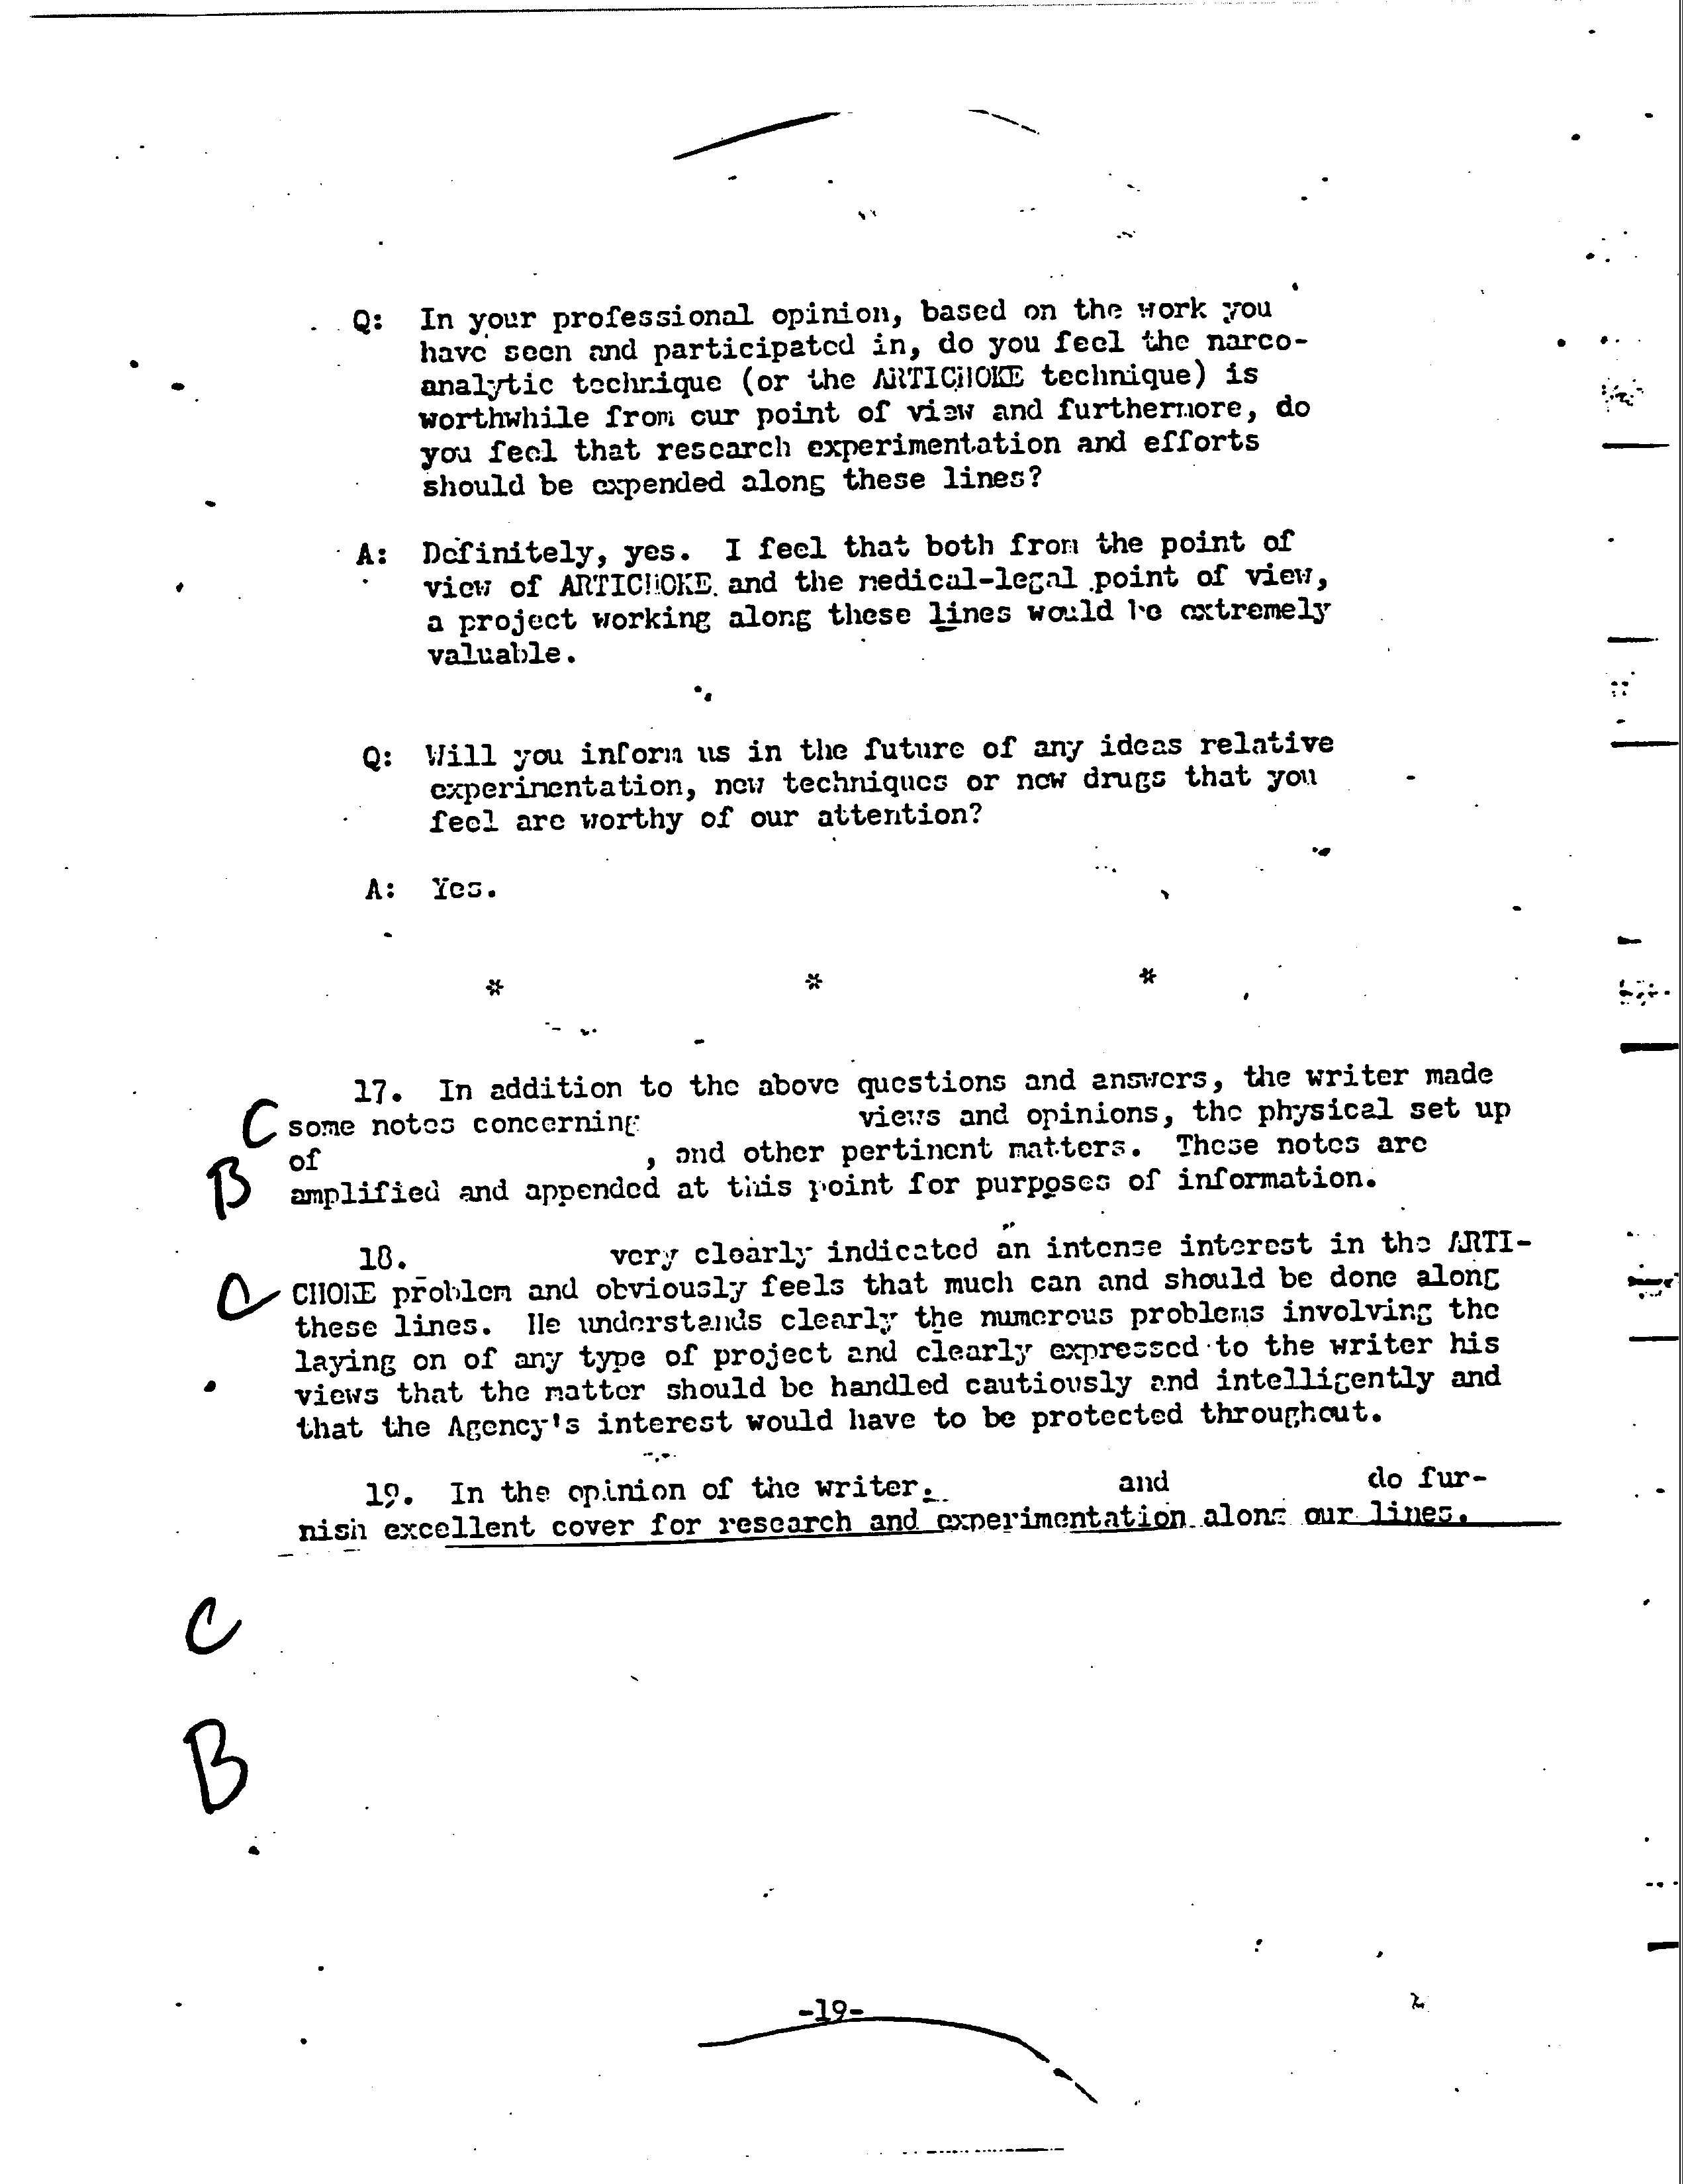 Q: In your professional opinion, based on the work you
have seen and participated in, do you feel the narco-
analytic technique (or the ARTICHOKE technique) is
worthwhile from our point of view and furthermore, do
you feel that research experimentation and efforts
should be expended along these lines?
A: Definitely, yes. I feel that both from the point of
view of ARTICHOKE and the medical-legal point of view,
a project working along these lines would be extremely
valuable.
Q: Will you inform us in the future of any ideas relative
experimentation, new techniques or new drugs that you
feel are worthy of our attention?
A: Yes.
* * *
17. In addition to the above questions and answers, the writer made
C some notes concerning views and opinions, the physical set up
of , and other pertinent matters. These notes are
B amplified and appended at this point for purposes of information.
18. very clearly indicated an intense interest in the ARTI-
C CHOKE problem and obviously feels that much can and should be done along
these lines. He understands clearly the numerous problems involving the
laying on of any type of project and clearly expressed to the writer his
views that the matter should be handled cautiously and intelligently and
that the Agency's interest would have to be protected throughout.
19. In the opinion of the writer, and do fur-
nish excellent cover for research and experimentation along our lines.
C
B
-19-